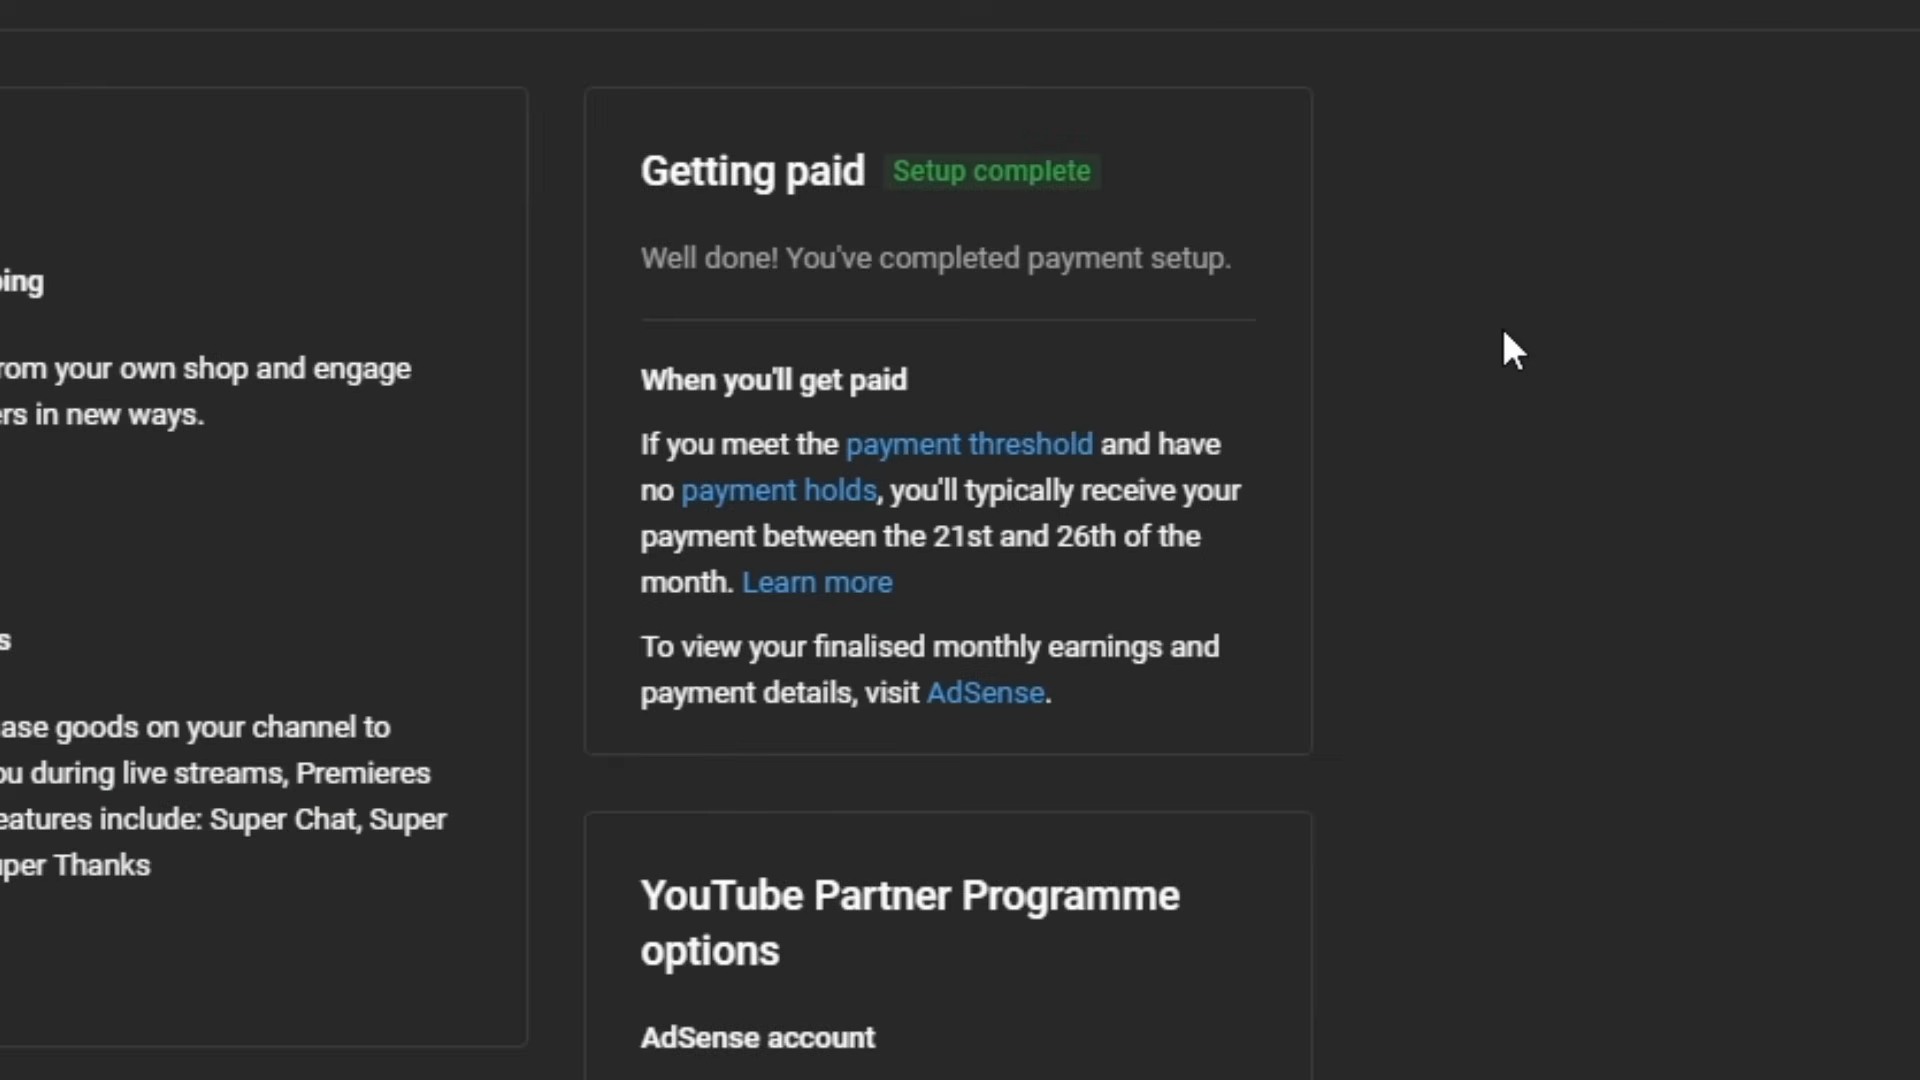 rom your own shop and engage
rs in new ways.
ase goods on your channel to
ou during live streams, Premieres
eatures include: Super Chat, Super
Thanks
Getting paid Setup complete
Well done! You've completed payment setup.
When you'll get paid
If you meet the payment threshold and have
no payment holds, you'll typically receive your
payment between the 21st and 26th of the
month. Learn more
To view your finalised monthly earnings and
payment details, visit AdSense.
YouTube Partner Programme
options
AdSense account